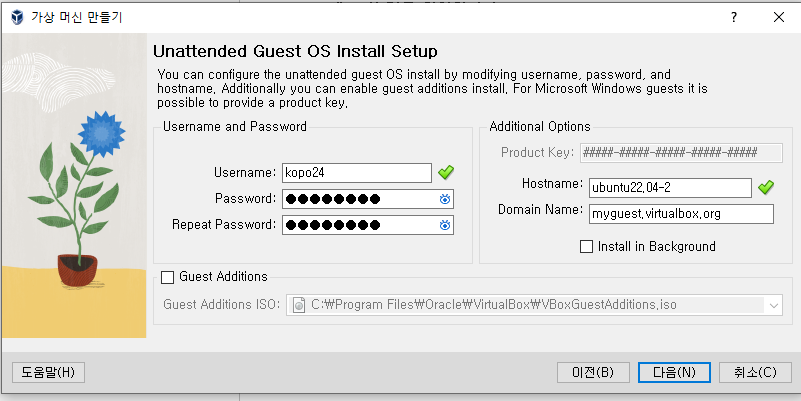 가상 머신 만들기
Unattended Guest OS Install Setup
You can configure the unattended guest OS install by modifying username, password, and
hostname. Additionally you can enable guest additions install. For Microsoft Windows guests it is
possible to provide a product key.
Username and Password
Username: kopo24
Password: ●●●●●●●●
Repeat Password: ●●●●●●●●
Additional Options
Product Key: #####-#####-#####-#####-#####
Hostname: ubuntu22.04-2
Domain Name: myguest.virtualbox.org
Install in Background
Guest Additions
Guest Additions ISO: C:₩Program Files₩Oracle₩VirtualBox₩VBoxGuestAdditions.iso
도움말(H)
이전(B)
다음(N)
취소(C)